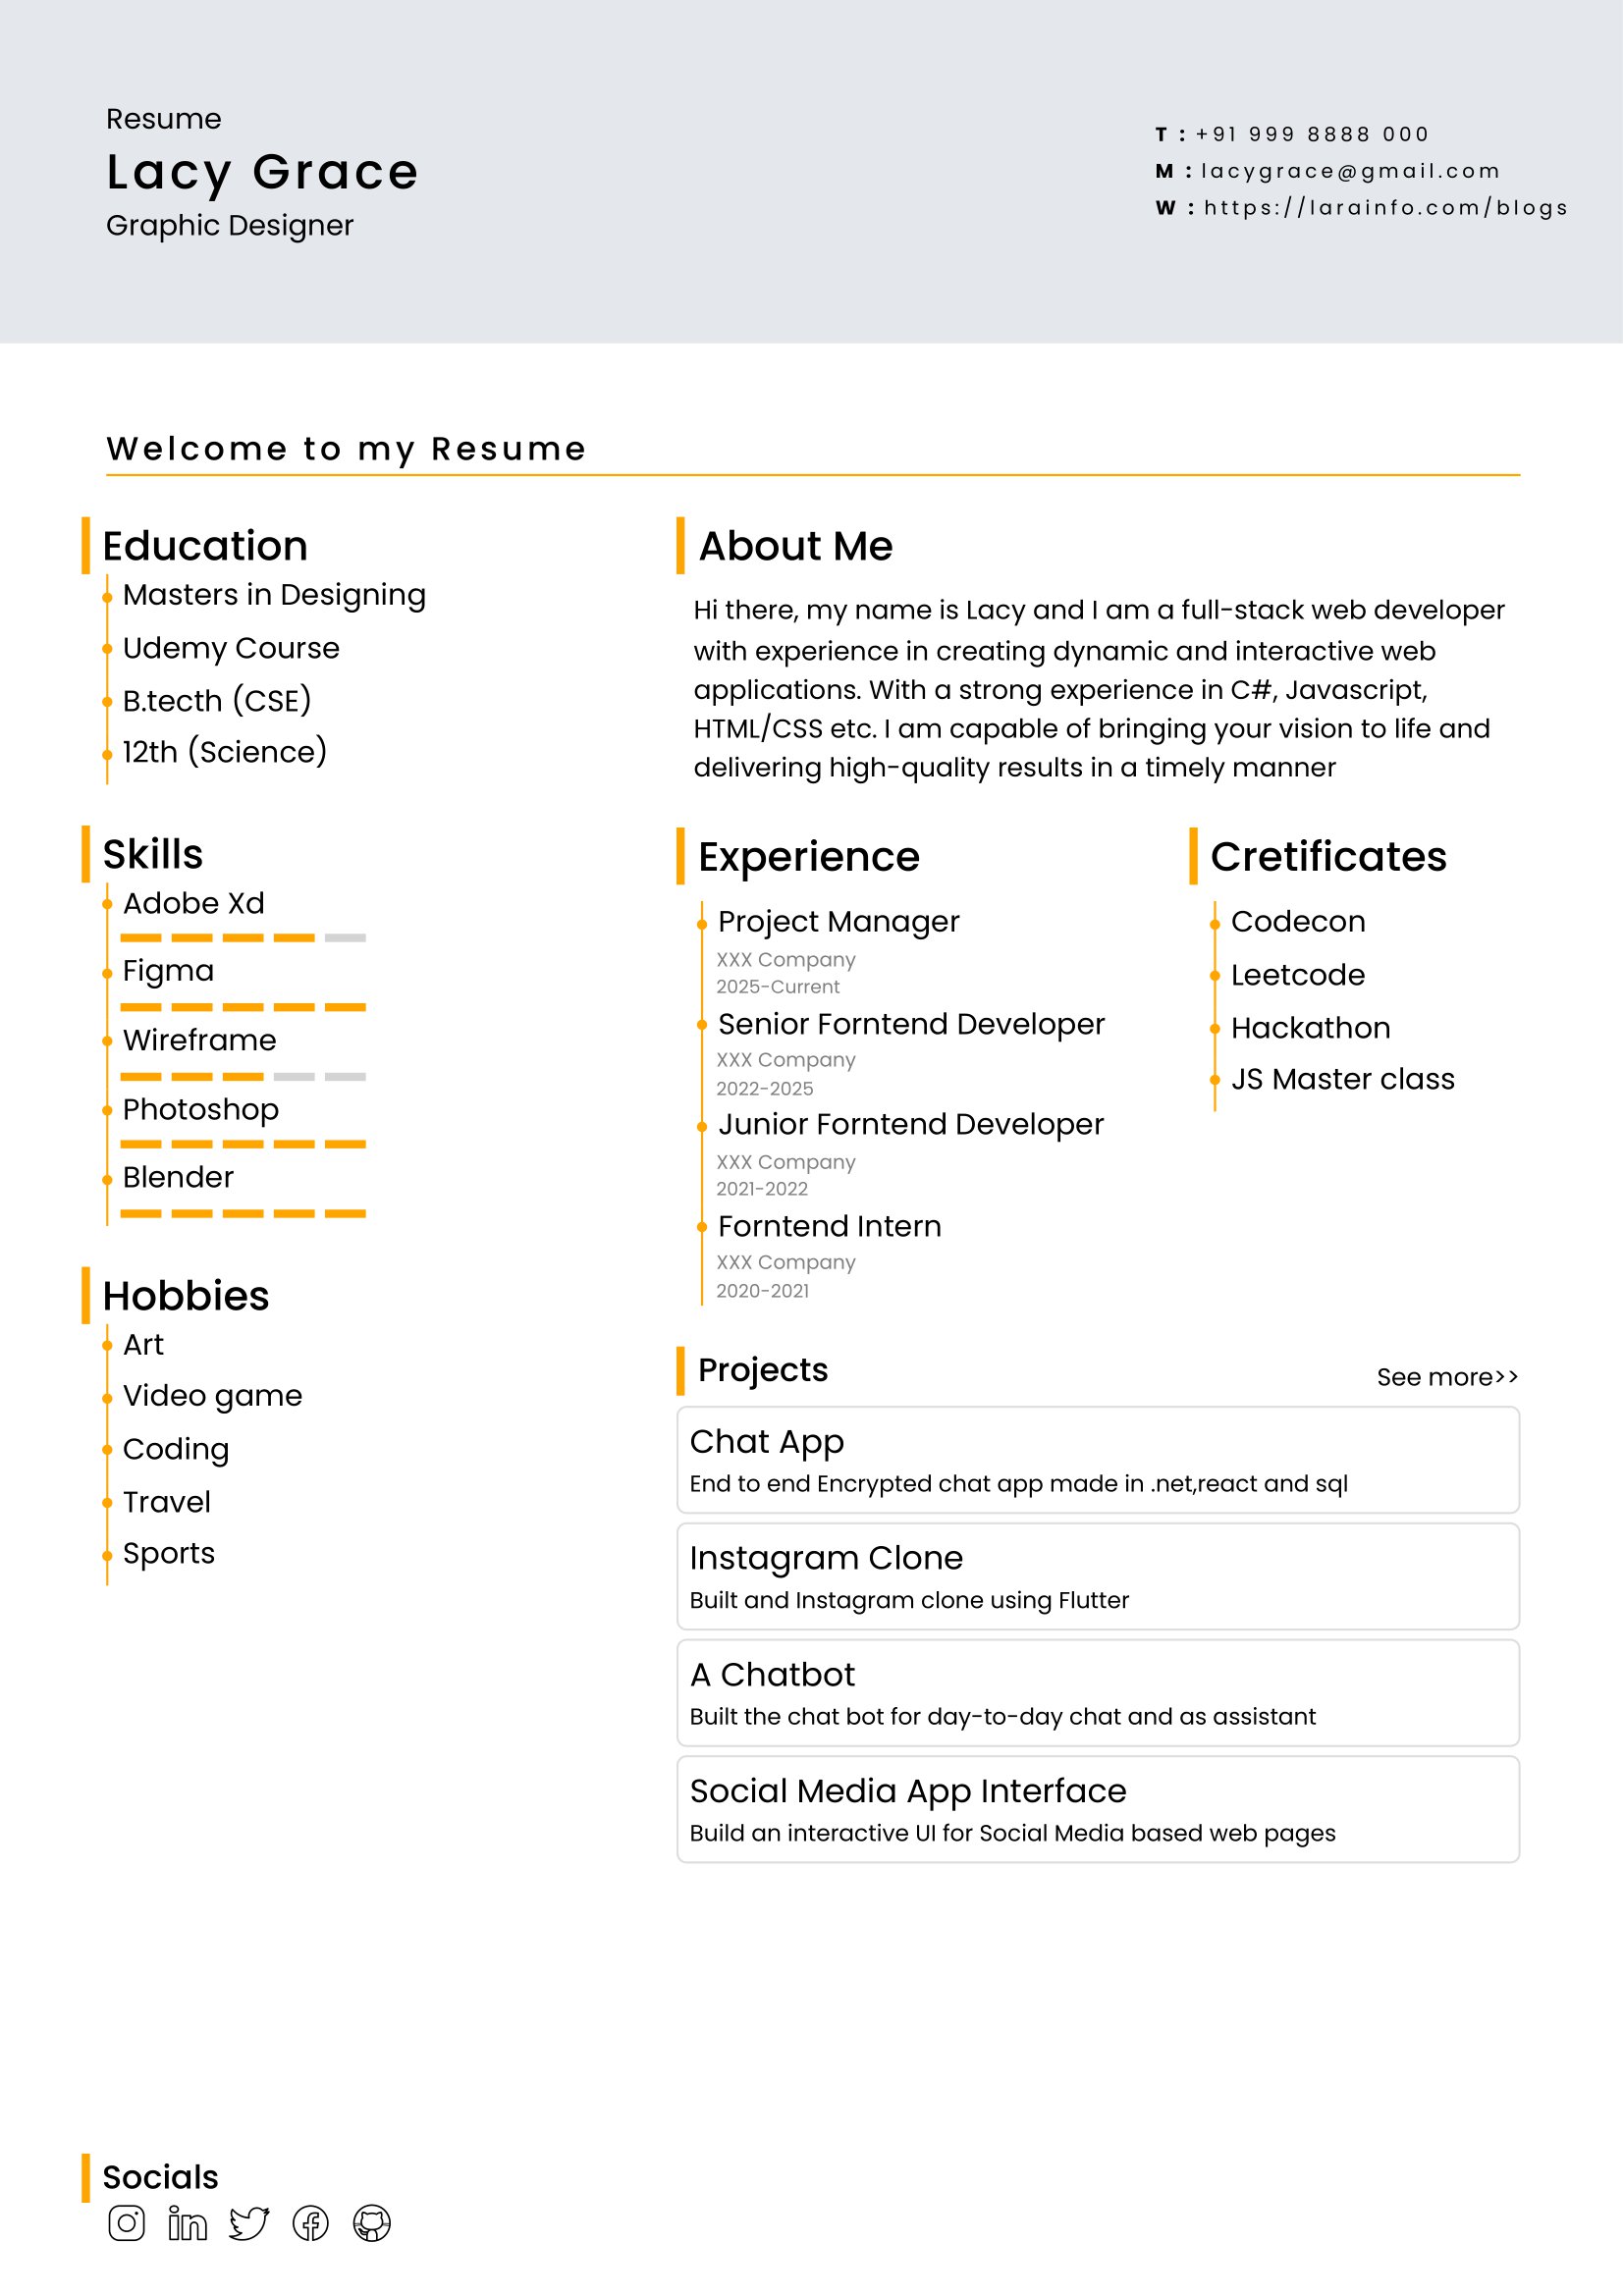 Resume
Lacy Grace
Graphic Designer
T : +91 999 8888 000
M : lacygrace@gmail.com
W : https://larainfo.com/blogs
Welcome to my Resume
Education
Masters in Designing
Udemy Course
B.tecth (CSE)
12th (Science)
Skills
Adobe Xd
Figma
Wireframe
Photoshop
Blender
Hobbies
Art
Video game
Coding
Travel
Sports
About Me
Hi there, my name is Lacy and I am a full-stack web developer
with experience in creating dynamic and interactive web
applications. With a strong experience in C#, Javascript,
HTML/CSS etc. I am capable of bringing your vision to life and
delivering high-quality results in a timely manner
Experience
Project Manager
XXX Company
2025-Current
Senior Forntend Developer
XXX Company
2022-2025
Junior Forntend Developer
XXX Company
2021-2022
Forntend Intern
XXX Company
2020-2021
Cretificates
Codecon
Leetcode
Hackathon
JS Master class
Projects
See more>>
Chat App
End to end Encrypted chat app made in .net,react and sql
Instagram Clone
Built and Instagram clone using Flutter
A Chatbot
Built the chat bot for day-to-day chat and as assistant
Social Media App Interface
Build an interactive UI for Social Media based web pages
Socials